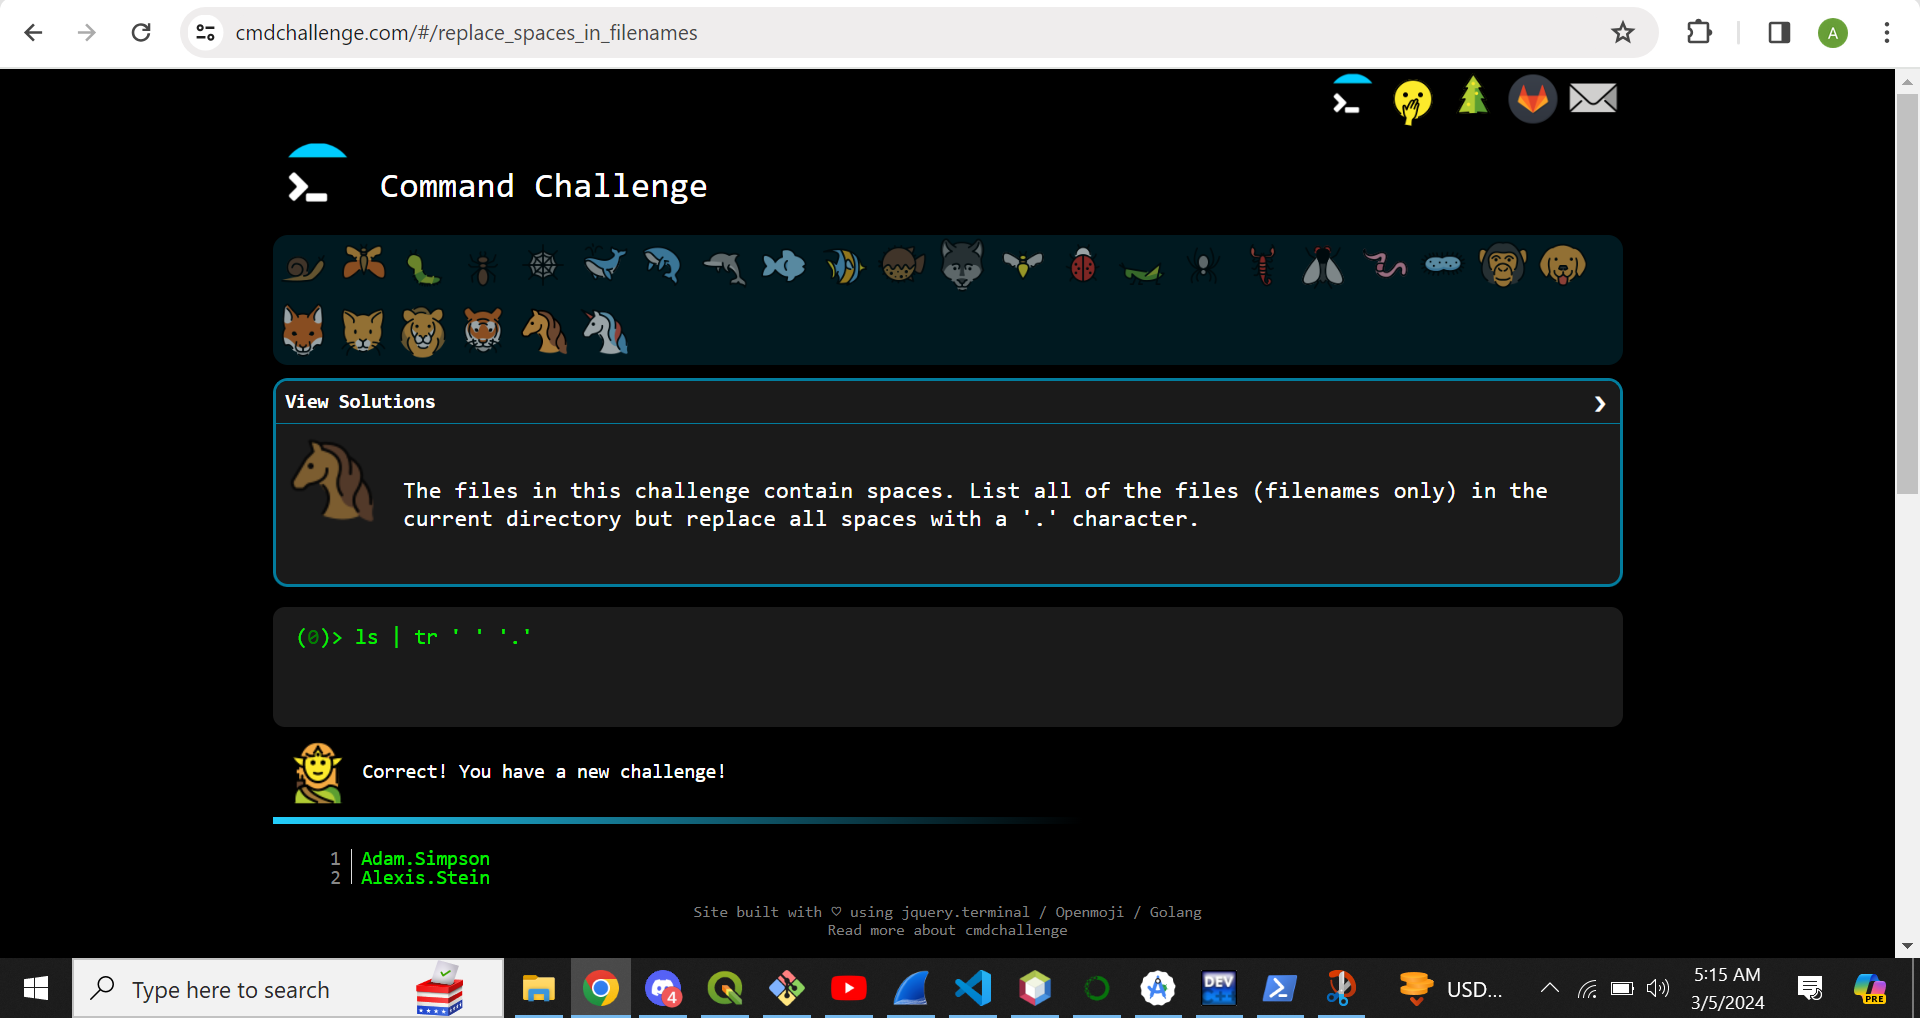 cmdchallenge.com/#/replace_spaces_in_filenames
A
Command Challenge
View Solutions
The files in this challenge contain spaces. List all of the files (filenames only) in the
current directory but replace all spaces with a '.' character.
(0)> ls | tr ' ' '.'
Correct! You have a new challenge!
1 Adam.Simpson
2 Alexis.Stein
Site built with ♡ using jquery.terminal / Openmoji / Golang
Read more about cmdchallenge
Type here to search
4
DEV
USD...
5:15 AM
3/5/2024
PRE